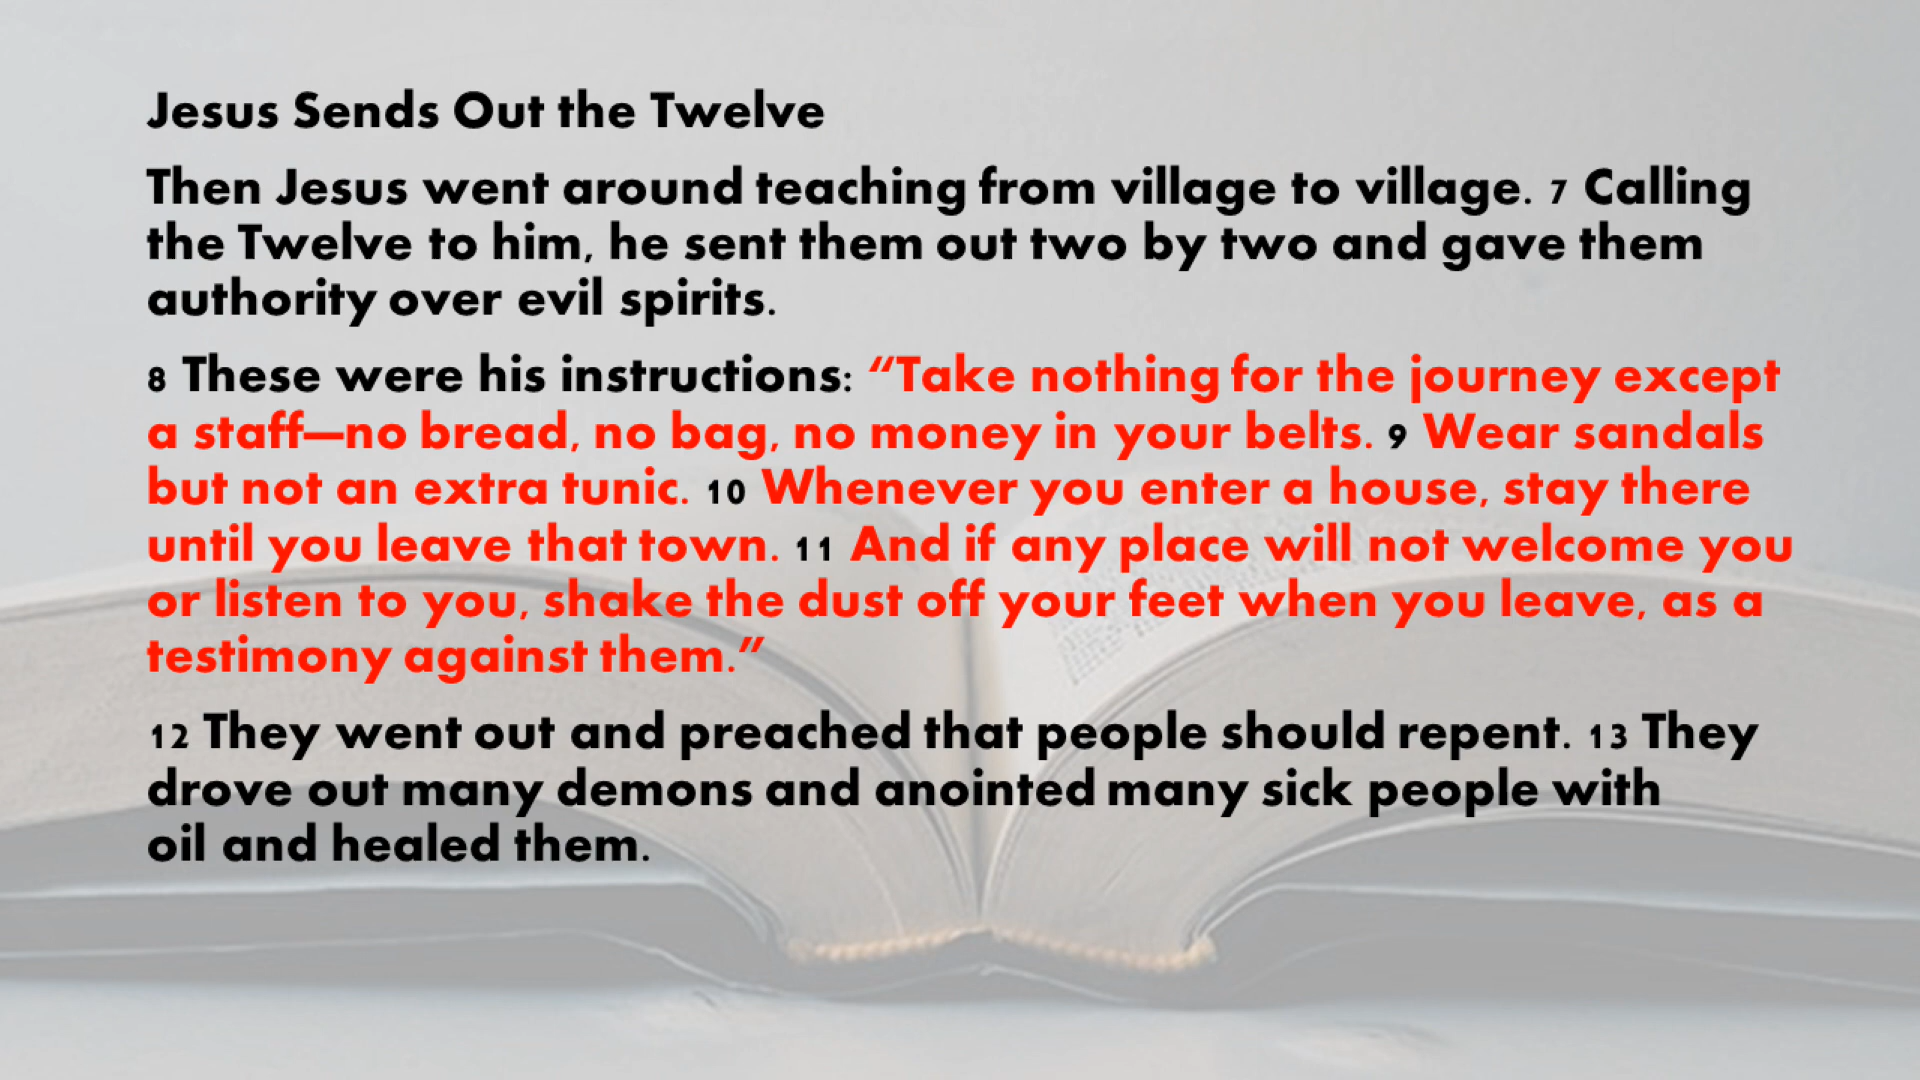 Jesus Sends Out the Twelve
Then Jesus went around teaching from village to village. 7 Calling
the Twelve to him, he sent them out two by two and gave them
authority over evil spirits.
8 These were his instructions: “Take nothing for the journey except
a staff—no bread, no bag, no money in your belts. 9 Wear sandals
but not an extra tunic. 10 Whenever you enter a house, stay there
until you leave that town. 11 And if any place will not welcome you
or listen to you, shake the dust off your feet when you leave, as a
testimony against them.”
12 They went out and preached that people should repent. 13 They
drove out many demons and anointed many sick people with
oil and healed them.